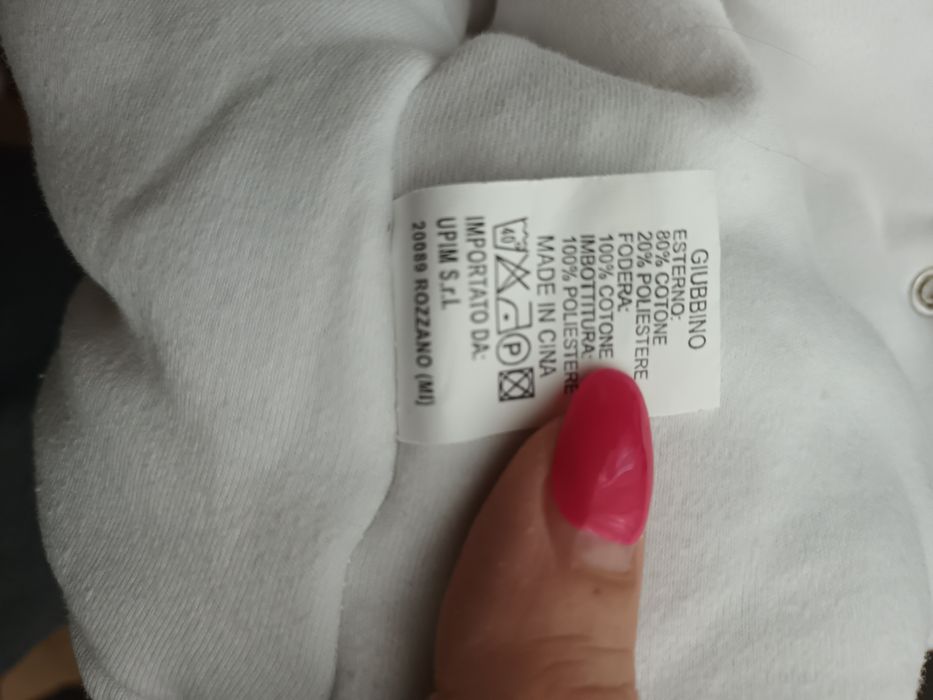 GIUBBINO
ESTERNO:
80% COTONE
20% POLIESTERE
FODERA:
100% COTONE
IMBOTTITURA:
100% POLIESTERE
MADE IN CINA
40° P
IMPORTATO DA:
UPIM S.r.l.
20089 ROZZANO (MI)